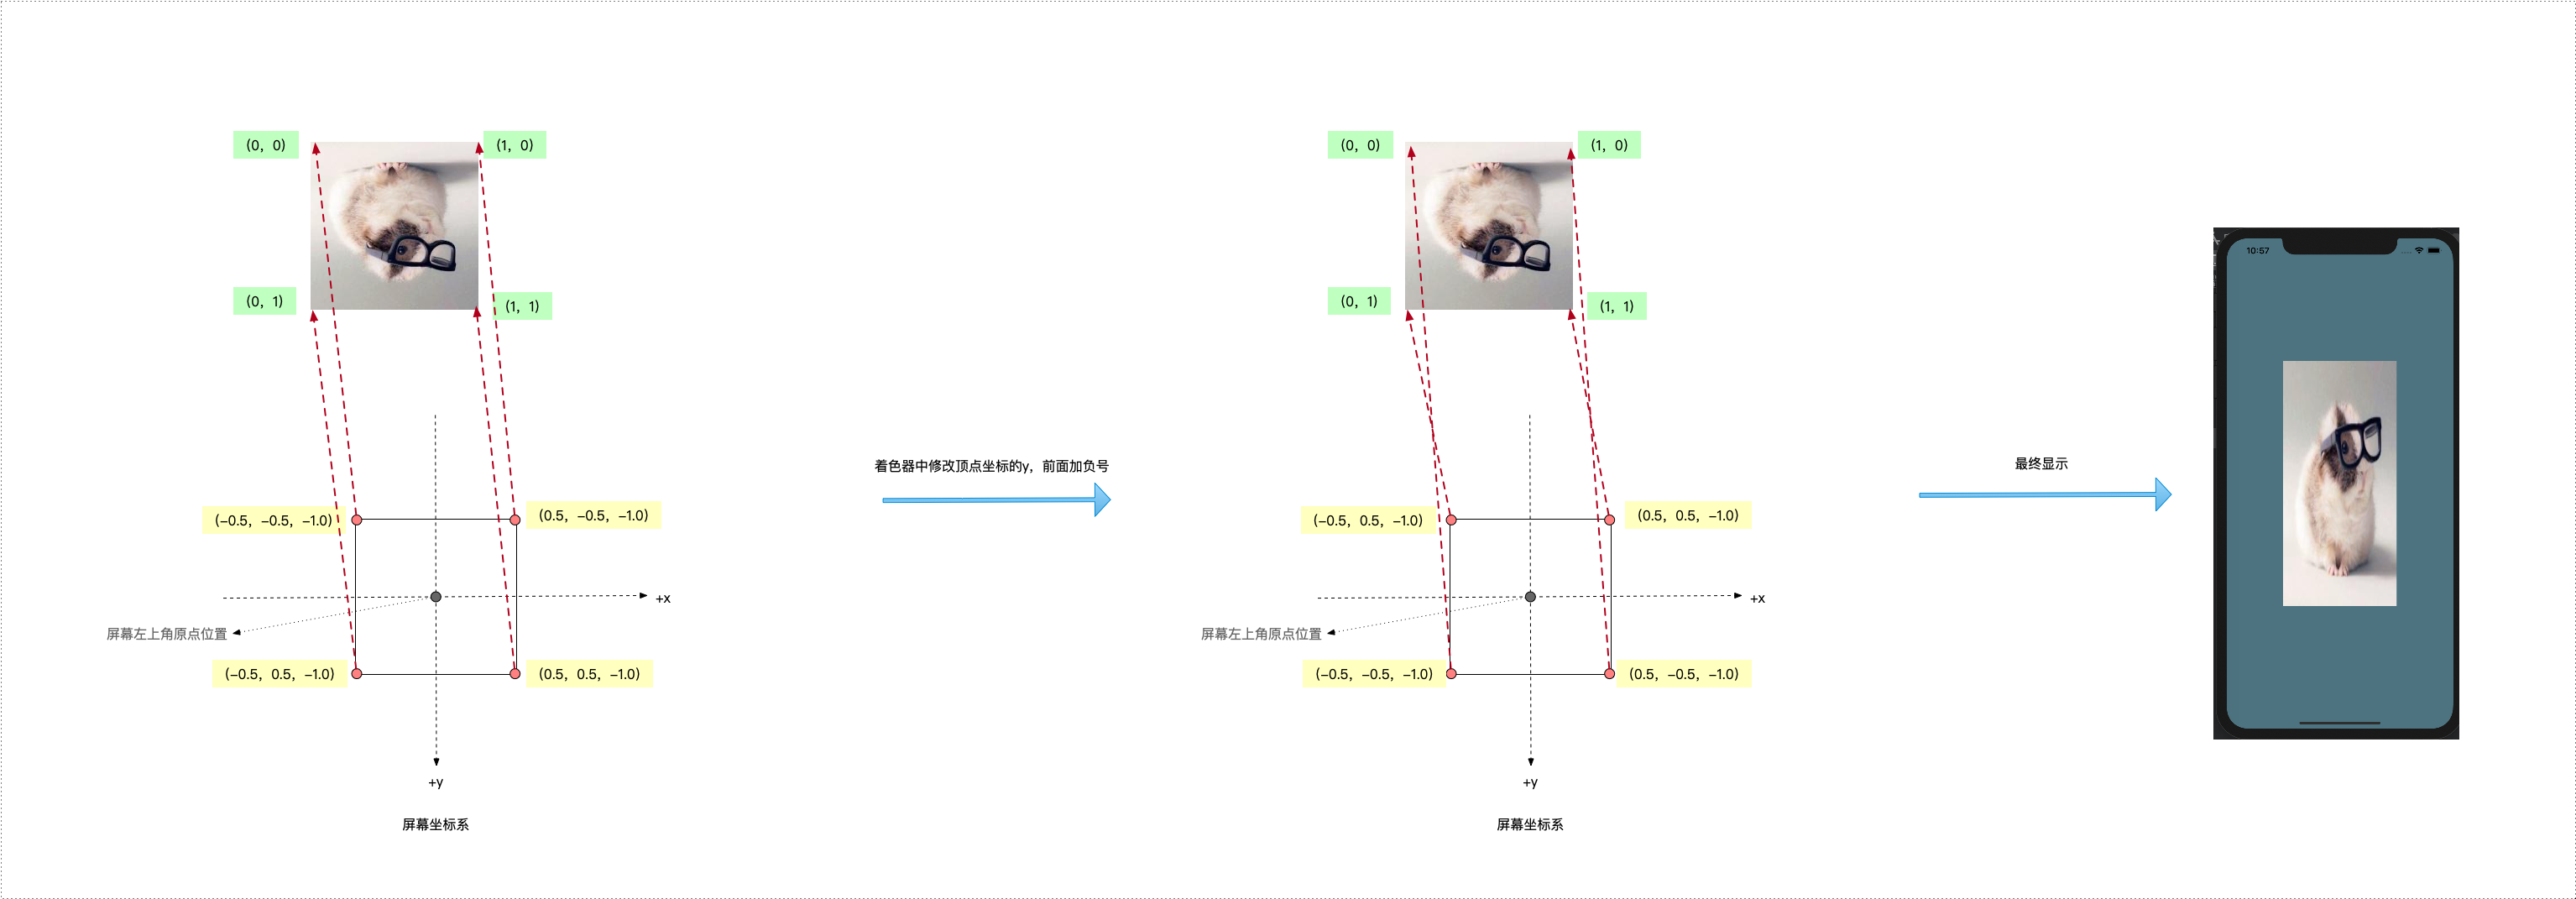 (0, 0)
(1, 0)
(0, 1)
(1, 1)
(−0.5, −0.5, −1.0)
(0.5, −0.5, −1.0)
+x
屏幕左上角原点位置
(−0.5, 0.5, −1.0)
(0.5, 0.5, −1.0)
+y
屏幕坐标系
着色器中修改顶点坐标的y，前面加负号
(0, 0)
(1, 0)
(0, 1)
(1, 1)
(−0.5, 0.5, −1.0)
(0.5, 0.5, −1.0)
+x
屏幕左上角原点位置
(−0.5, −0.5, −1.0)
(0.5, −0.5, −1.0)
+y
屏幕坐标系
最终显示
10:57